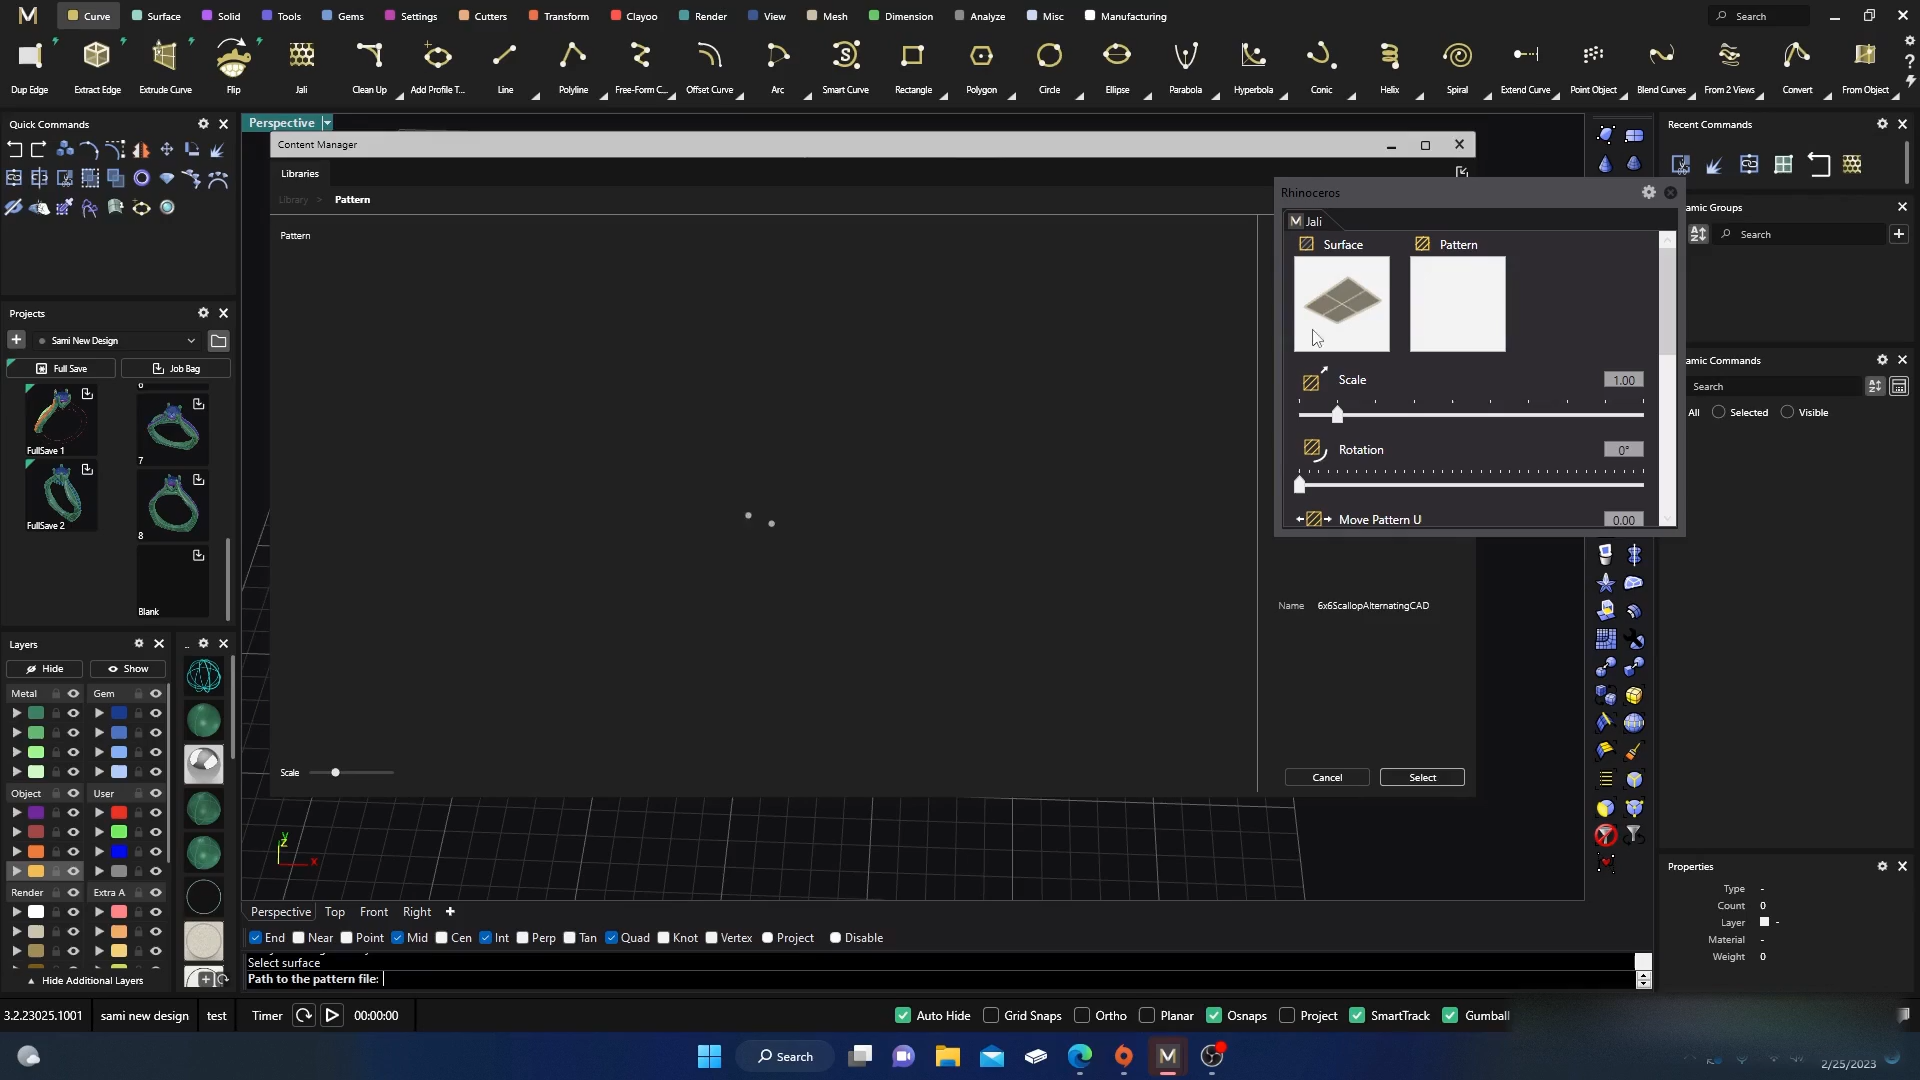 Curve Surface Solid Tools Gems Settings Cutters Transform Clayoo Render View Mesh Dimension Analyze Misc Manufacturing Search
Dup Edge Extract Edge Extrude Curve Flip Jali Clean Up Add Profile T... Line Polyline Free-Form C... Offset Curve Arc Smart Curve Rectangle Polygon Circle Ellipse Parabola Hyperbola Conic Helix Spiral Extend Curve Point Object Blend Curves From 2 Views Convert From Object
Quick Commands
Perspective
Content Manager
Libraries
Library > Pattern
Pattern
Scale
Name 6x6ScallopAlternatingCAD
Cancel Select
Rhinoceros
Jali
Surface Pattern
Scale 1.00
Rotation 0°
Move Pattern U 0.00
Recent Commands
amic Groups
Search
amic Commands
Search
All Selected Visible
Projects
Sami New Design
Full Save Job Bag
6
FullSave 1
7
FullSave 2
8
Blank
Layers ..
Hide Show
Metal Gem
Object User
Render Extra A
Hide Additional Layers
z
y
x
Perspective Top Front Right
End Near Point Mid Cen Int Perp Tan Quad Knot Vertex Project Disable
Select surface
Path to the pattern file:
Properties
Type -
Count 0
Layer -
Material -
Weight 0
3.2.23025.1001 sami new design test Timer 00:00:00 Auto Hide Grid Snaps Ortho Planar Osnaps Project SmartTrack Gumball
Search
2/25/2023